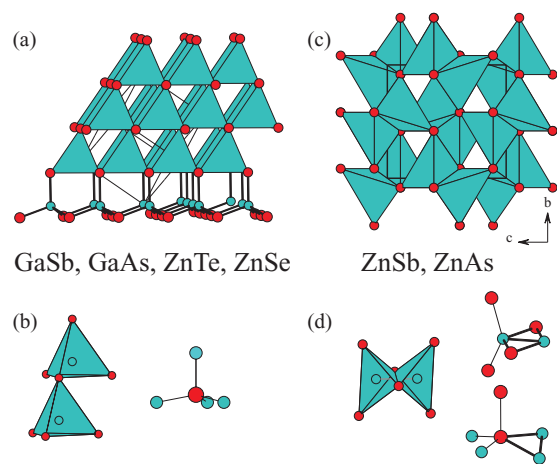 (a)
(c)
b
c
GaSb, GaAs, ZnTe, ZnSe
ZnSb, ZnAs
(b)
(d)